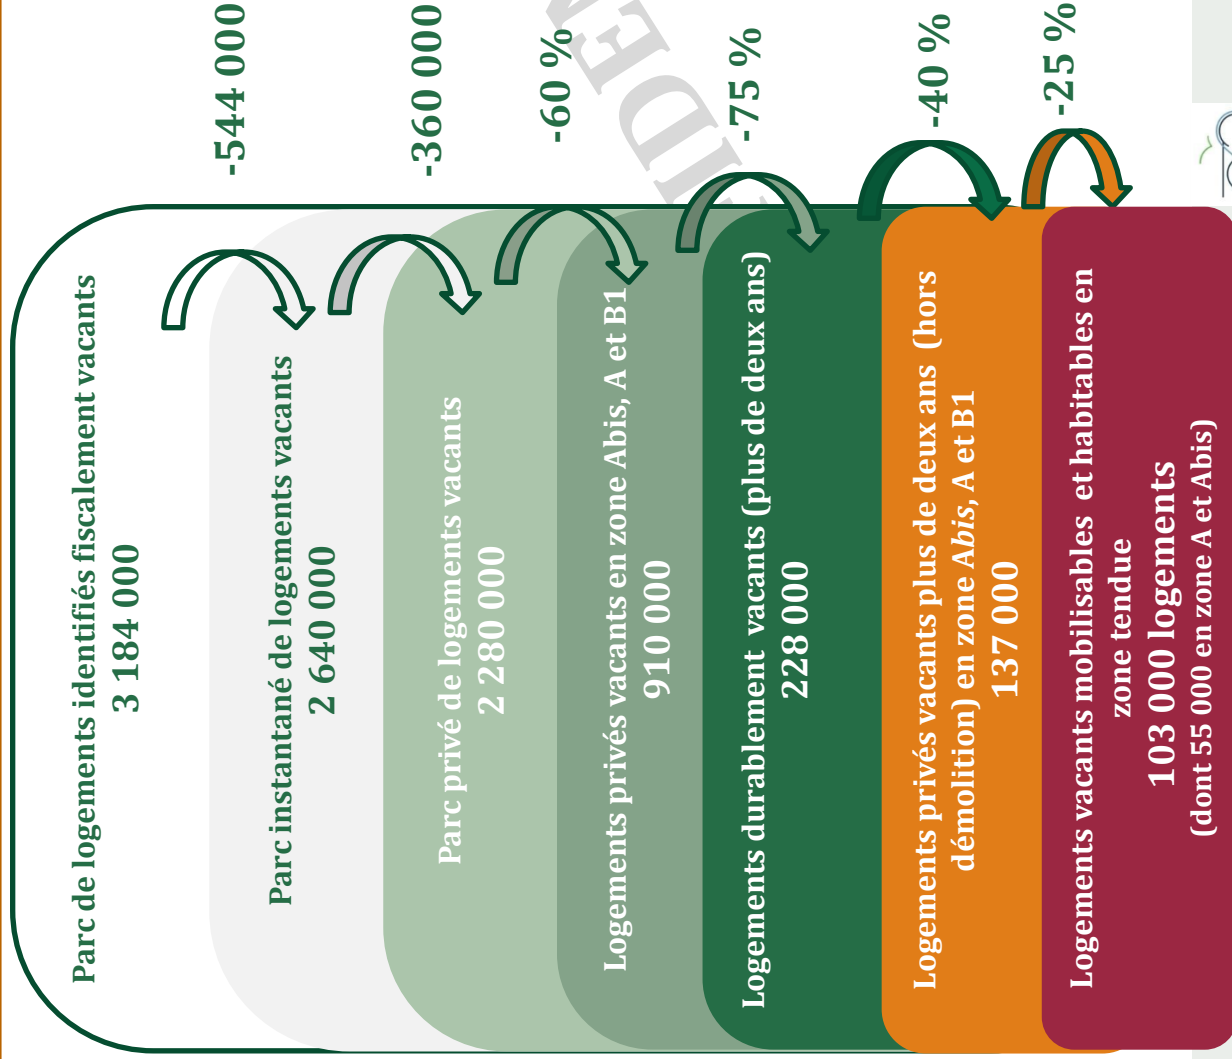 Parc de logements identifiés fiscalement vacants
3 184 000
-544 000
Parc instantané de logements vacants
2 640 000
-360 000
Parc privé de logements vacants
2 280 000
-60 %
Logements privés vacants en zone Abis, A et B1
910 000
-75 %
Logements durablement vacants (plus de deux ans)
228 000
-40 %
Logements privés vacants plus de deux ans (hors
démolition) en zone Abis, A et B1
137 000
-25 %
Logements vacants mobilisables et habitables en
zone tendue
103 000 logements
(dont 55 000 en zone A et Abis)